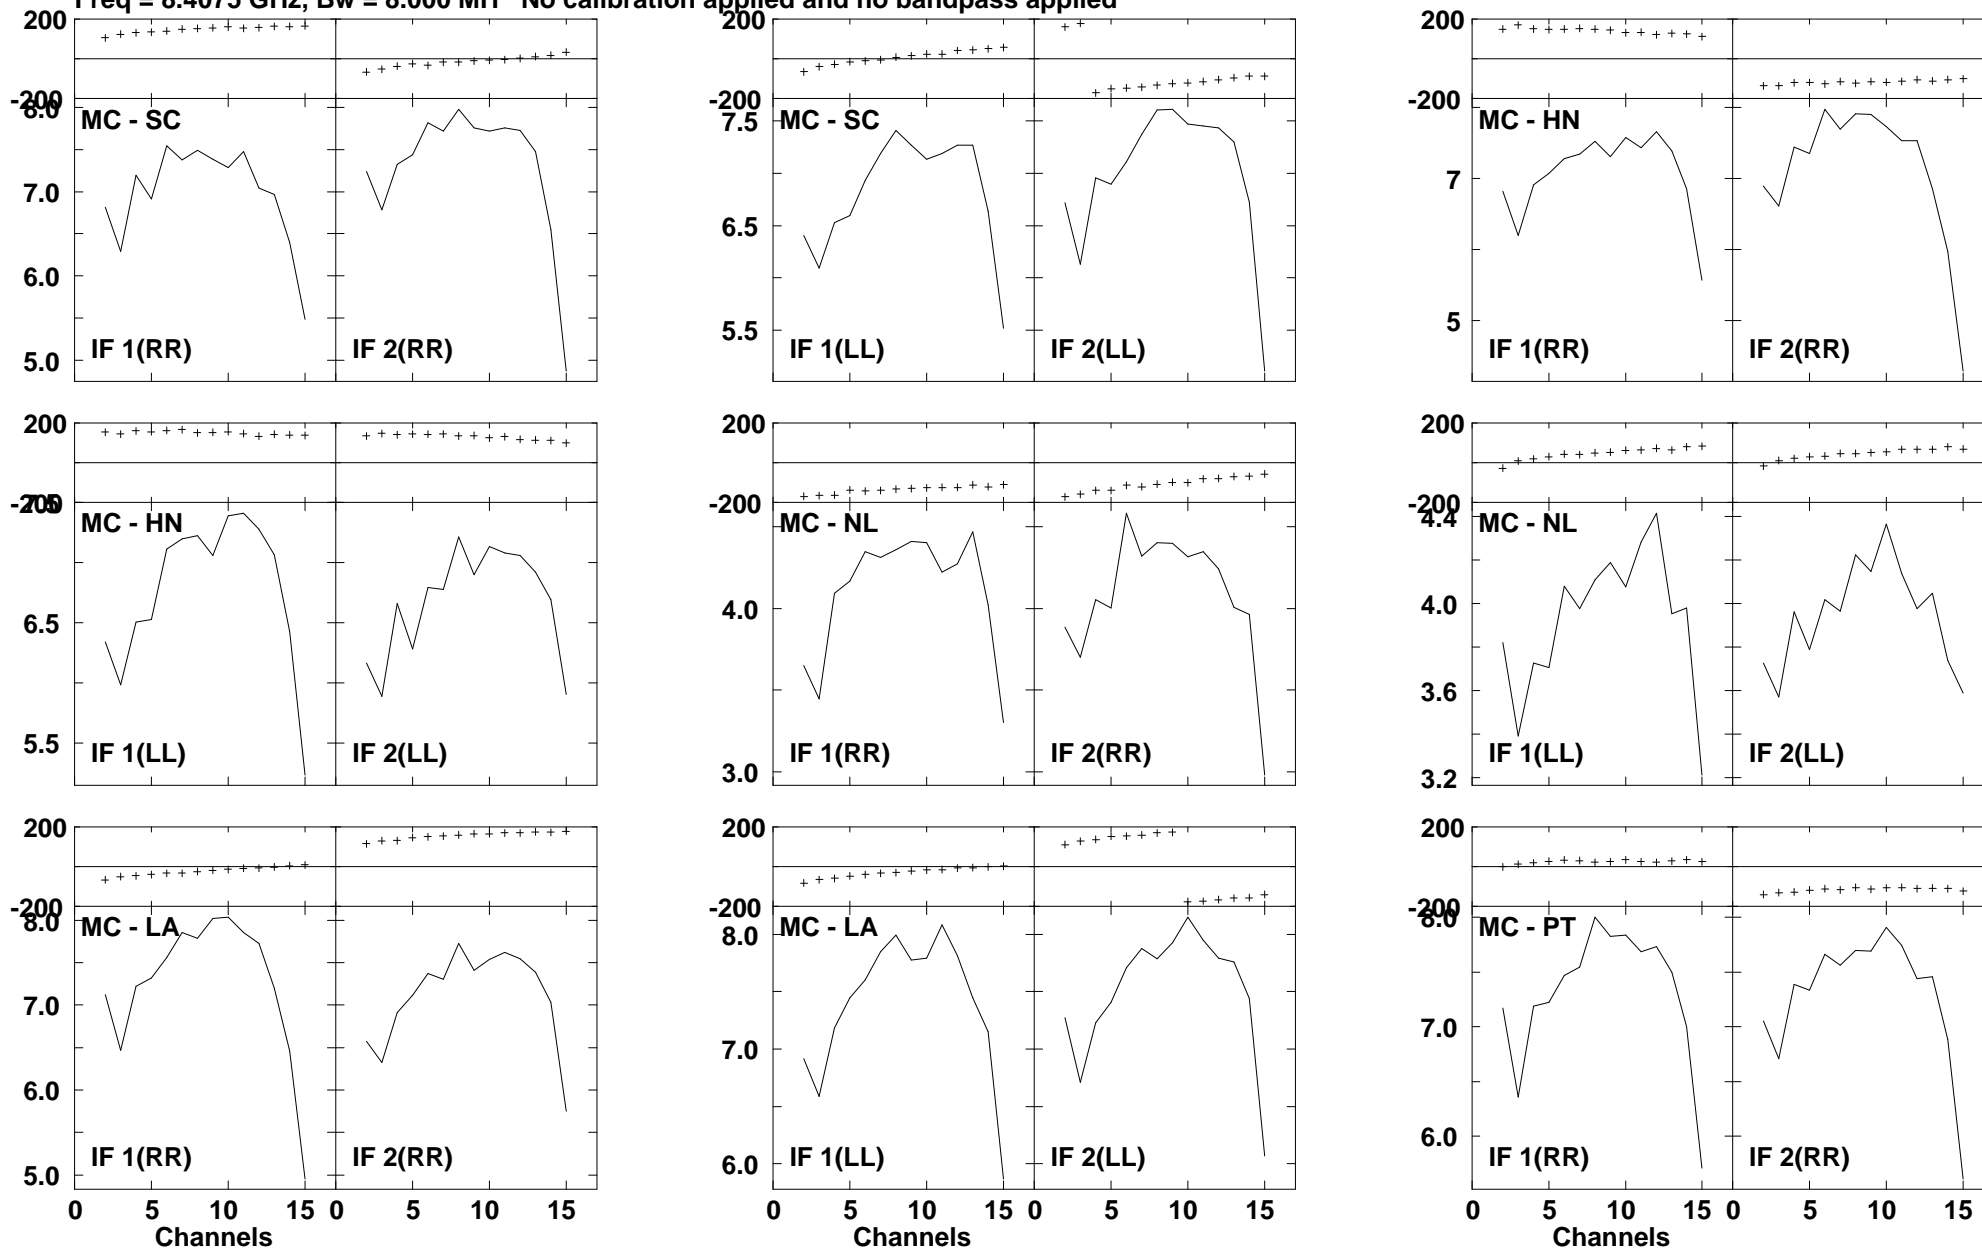 Freq = 8.4075 GHz, Bw = 8.000 MH No calibration applied and no bandpass applied
200
-200
8.0
7.0
6.0
5.0
MC - SC
IF 1(RR)
IF 2(RR)
200
-200
7.5
6.5
5.5
MC - SC
IF 1(LL)
IF 2(LL)
200
-200
7
5
MC - HN
IF 1(RR)
IF 2(RR)
200
-200
7.5
6.5
5.5
MC - HN
IF 1(LL)
IF 2(LL)
200
-200
4.0
3.0
MC - NL
IF 1(RR)
IF 2(RR)
200
-200
4.4
4.0
3.6
3.2
MC - NL
IF 1(LL)
IF 2(LL)
200
-200
8.0
7.0
6.0
5.0
MC - LA
IF 1(RR)
IF 2(RR)
0 5 10 15 0 5 10 15
Channels
200
-200
8.0
7.0
6.0
MC - LA
IF 1(LL)
IF 2(LL)
0 5 10 15 0 5 10 15
Channels
200
-200
8.0
7.0
6.0
MC - PT
IF 1(RR)
IF 2(RR)
0 5 10 15 0 5 10 15
Channels